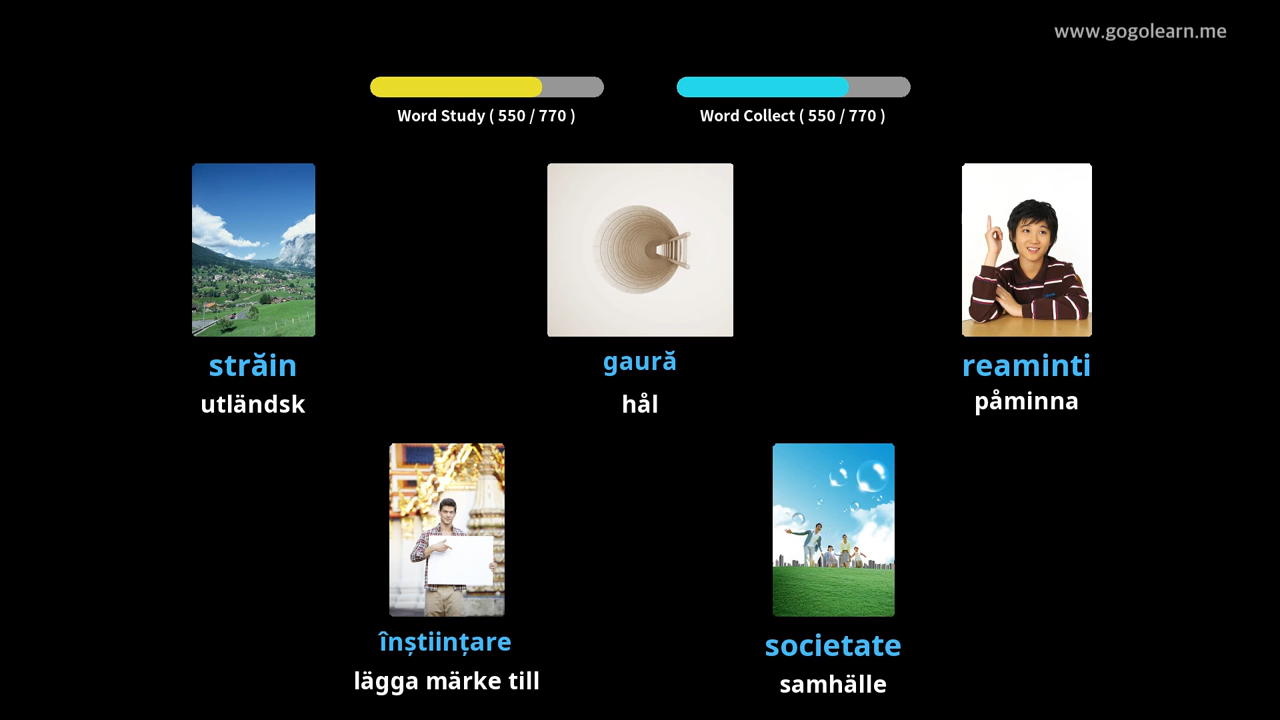 www.gogolearn.me
Word Study ( 550 / 770 )
Word Collect ( 550 / 770 )
străin
utländsk
gaură
hål
reaminti
påminna
înștiințare
lägga märke till
societate
samhälle